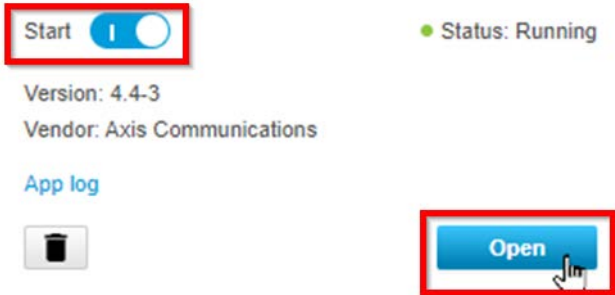 Start
Status: Running
Version: 4.4-3
Vendor: Axis Communications
App log
Open